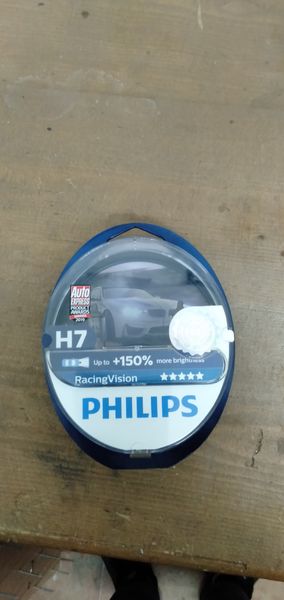 Auto
EXPRESS
PRODUCT
AWARDS
H7
Up to +150% more brightness
RacingVision
PHILIPS